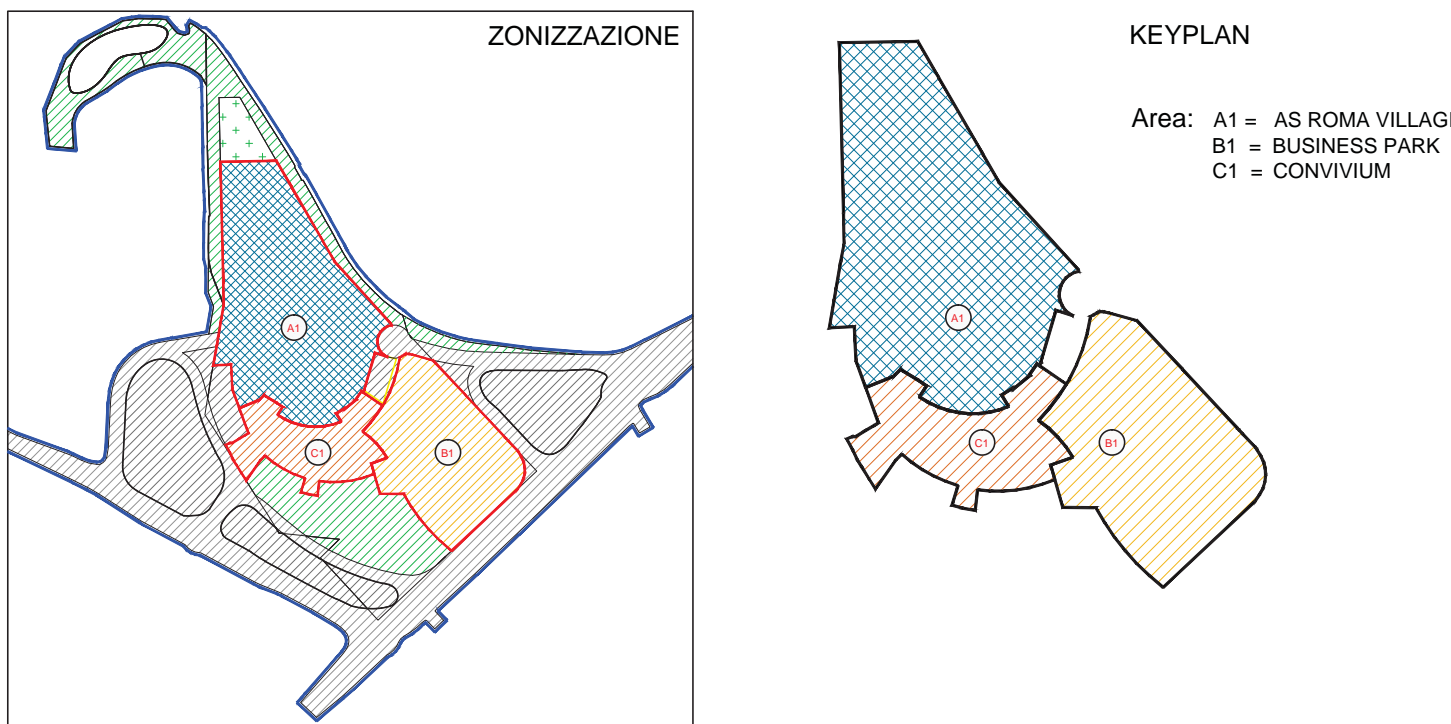 ZONIZZAZIONE
A1
C1
B1
KEYPLAN
Area: A1 = AS ROMA VILLAG
B1 = BUSINESS PARK
C1 = CONVIVIUM
A1
C1
B1